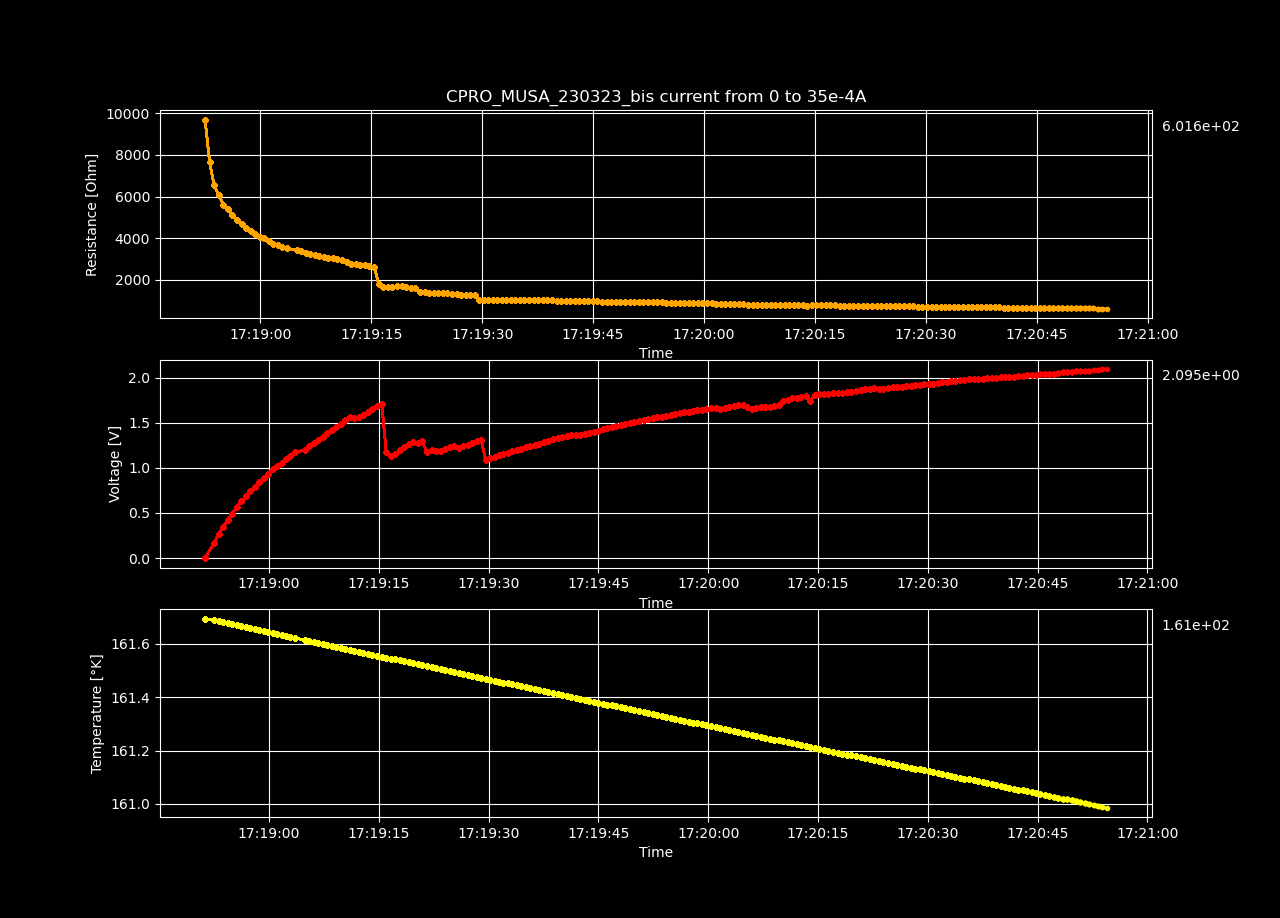 CPRO_MUSA_230323_bis current from 0 to 35e-4A
10000
8000
6000
4000
2000
Resistance [Ohm]
6.016e+02
17:19:00 17:19:15 17:19:30 17:19:45 17:20:00 17:20:15 17:20:30 17:20:45 17:21:00
Time
2.0
1.5
1.0
0.5
0.0
Voltage [V]
2.095e+00
17:19:00 17:19:15 17:19:30 17:19:45 17:20:00 17:20:15 17:20:30 17:20:45 17:21:00
Time
161.6
161.4
161.2
161.0
Temperature [°K]
1.61e+02
17:19:00 17:19:15 17:19:30 17:19:45 17:20:00 17:20:15 17:20:30 17:20:45 17:21:00
Time